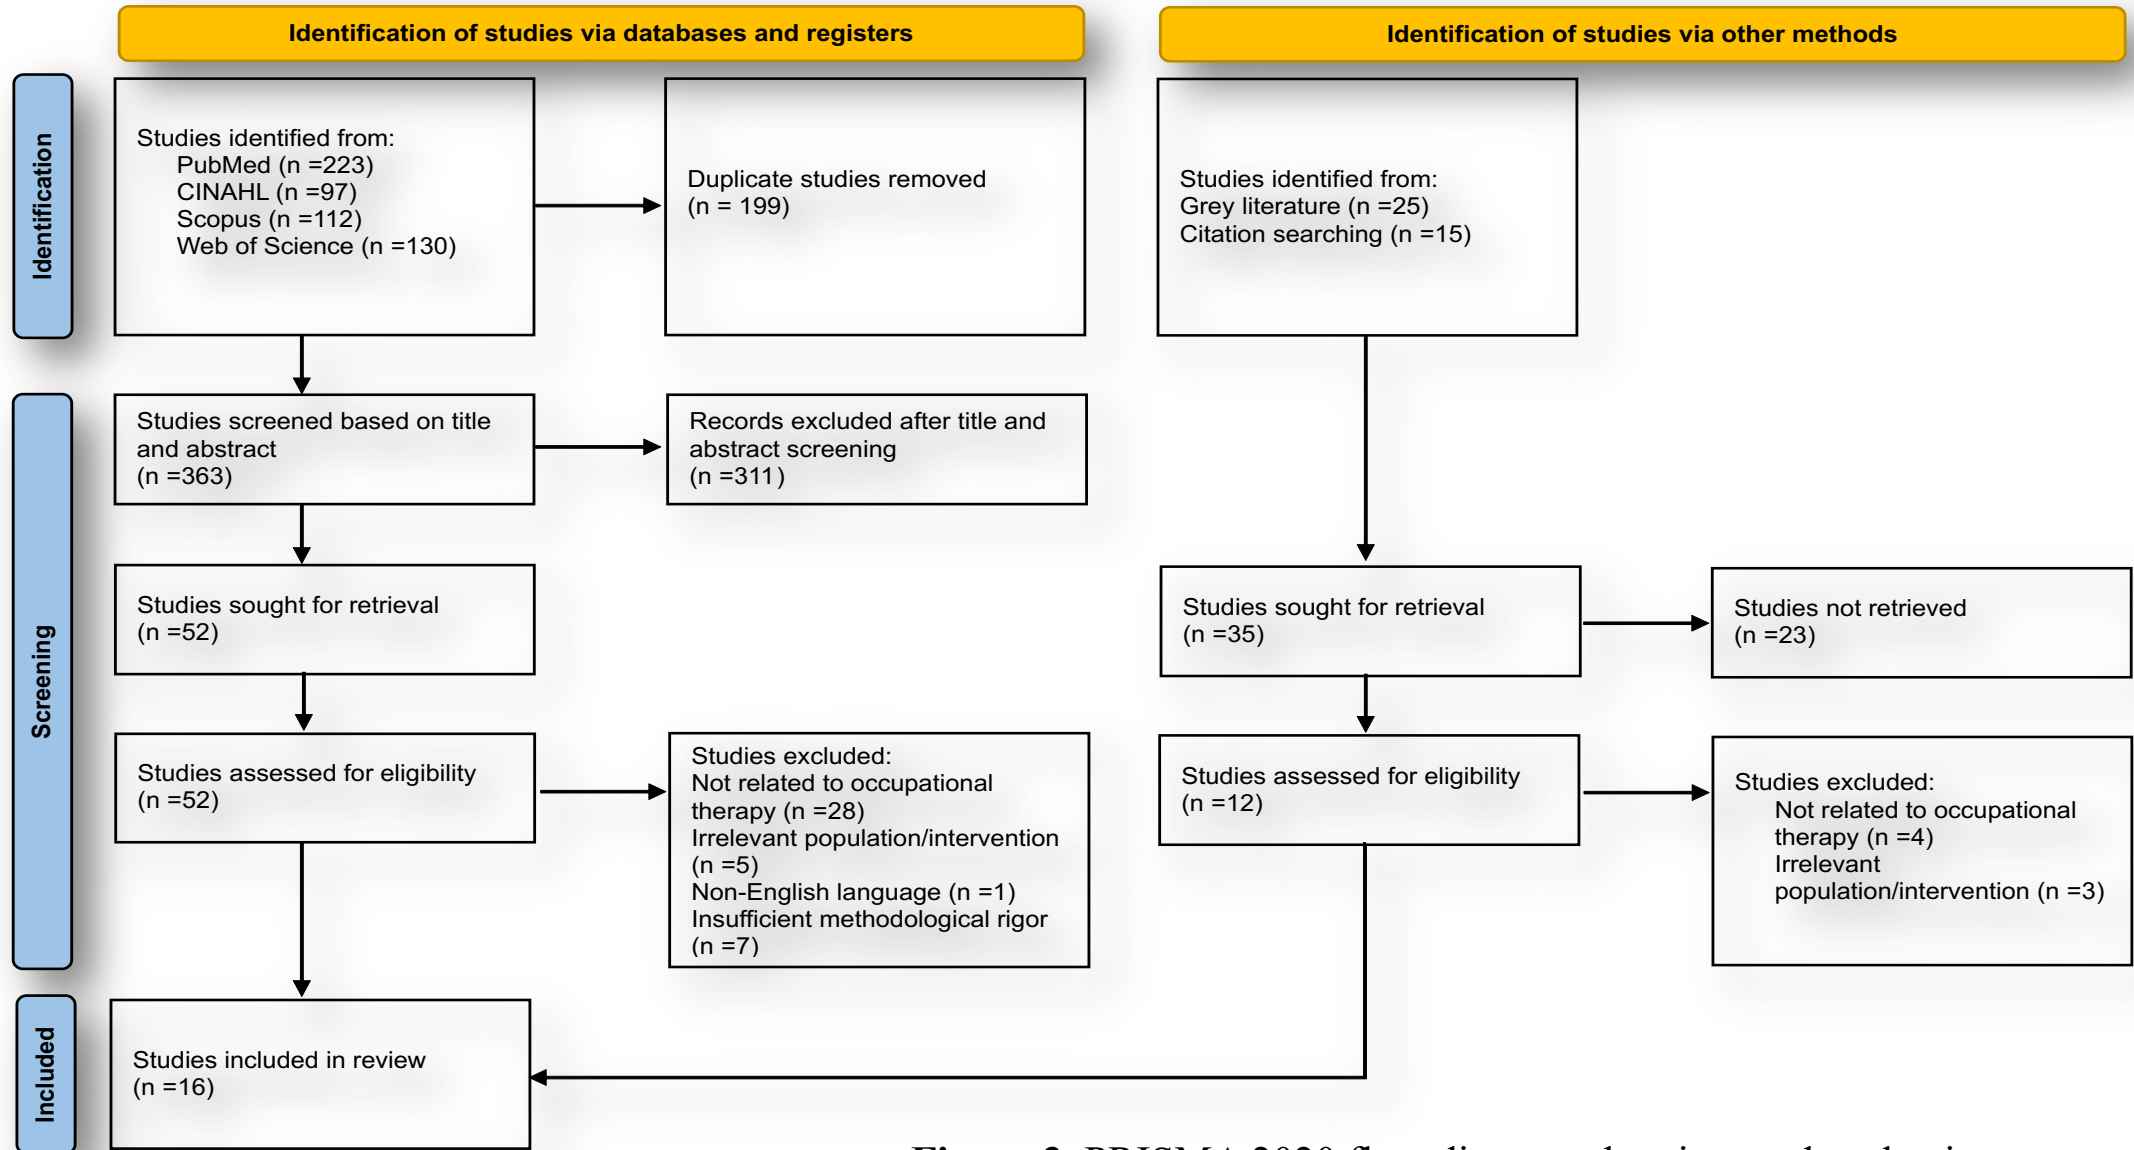 Identification of studies via databases and registers
Identification of studies via other methods
Identification
Studies identified from:
PubMed (n =223)
CINAHL (n =97)
Scopus (n =112)
Web of Science (n =130)
Duplicate studies removed
(n = 199)
Studies identified from:
Grey literature (n =25)
Citation searching (n =15)
Screening
Studies screened based on title
and abstract
(n =363)
Records excluded after title and
abstract screening
(n =311)
Studies sought for retrieval
(n =52)
Studies sought for retrieval
(n =35)
Studies not retrieved
(n =23)
Studies assessed for eligibility
(n =52)
Studies excluded:
Not related to occupational
therapy (n =28)
Irrelevant population/intervention
(n =5)
Non-English language (n =1)
Insufficient methodological rigor
(n =7)
Studies assessed for eligibility
(n =12)
Studies excluded:
Not related to occupational
therapy (n =4)
Irrelevant
population/intervention (n =3)
Included
Studies included in review
(n =16)
PRISMA 2020